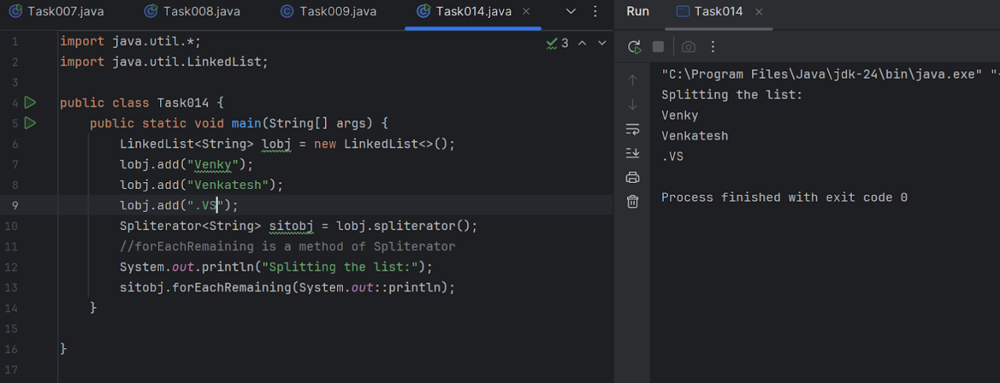 Task007.java Task008.java Task009.java Task014.java Run Task014
3
1 import java.util.*;
2 import java.util.LinkedList;
3
4 public class Task014 {
5 public static void main(String[] args) {
6 LinkedList<String> lobj = new LinkedList<>();
7 lobj.add("Venky");
8 lobj.add("Venkatesh");
9 lobj.add(".VS");
10 Spliterator<String> sitobj = lobj.spliterator();
11 //forEachRemaining is a method of Spliterator
12 System.out.println("Splitting the list:");
13 sitobj.forEachRemaining(System.out::println);
14 }
15
16 }
17
"C:\Program Files\Java\jdk-24\bin\java.exe" "-
Splitting the list:
Venky
Venkatesh
.VS
Process finished with exit code 0